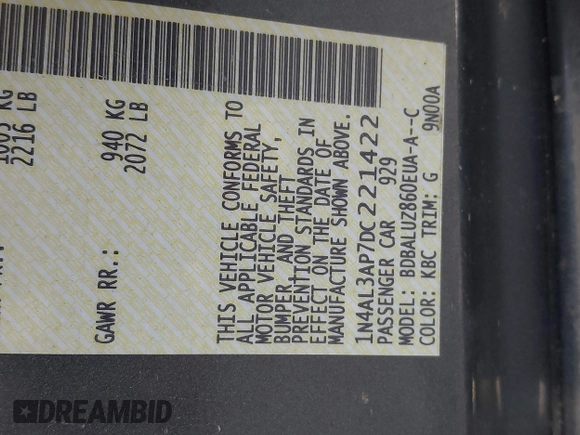 2216 LB
GAWR RR.: 940 KG
2072 LB
THIS VEHICLE CONFORMS TO
ALL APPLICABLE FEDERAL
MOTOR VEHICLE SAFETY,
BUMPER, AND THEFT
PREVENTION STANDARDS IN
EFFECT ON THE DATE OF
MANUFACTURE SHOWN ABOVE.
1N4AL3AP7DC221422
PASSENGER CAR 929
MODEL: BDBALUZ860EUA-A--C
COLOR: KBC TRIM: G 9N00A
DREAMBID